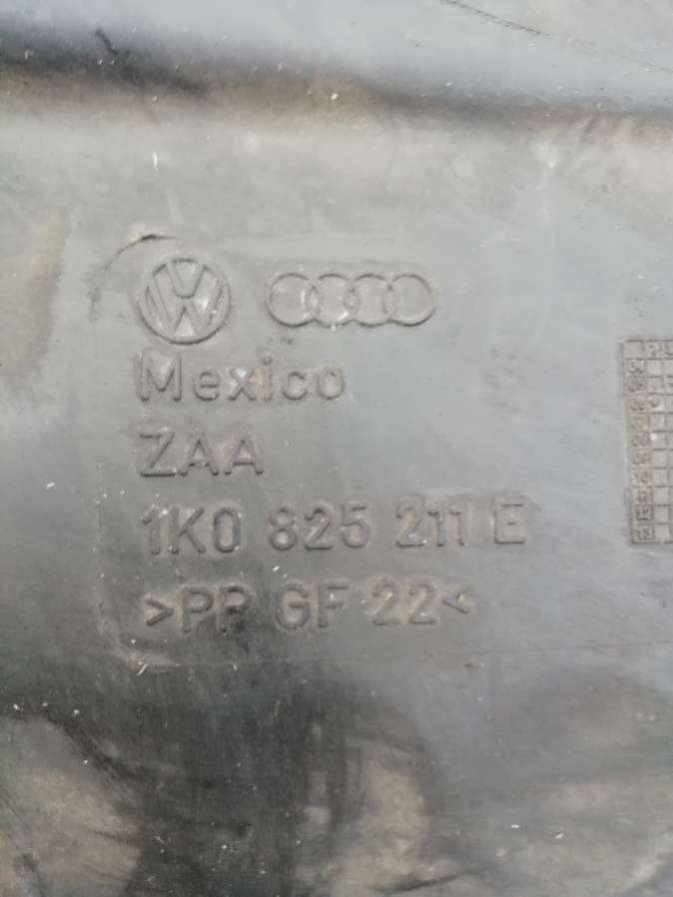 Mexico
ZAA
1K0 825 211 E
>PP GF 22<